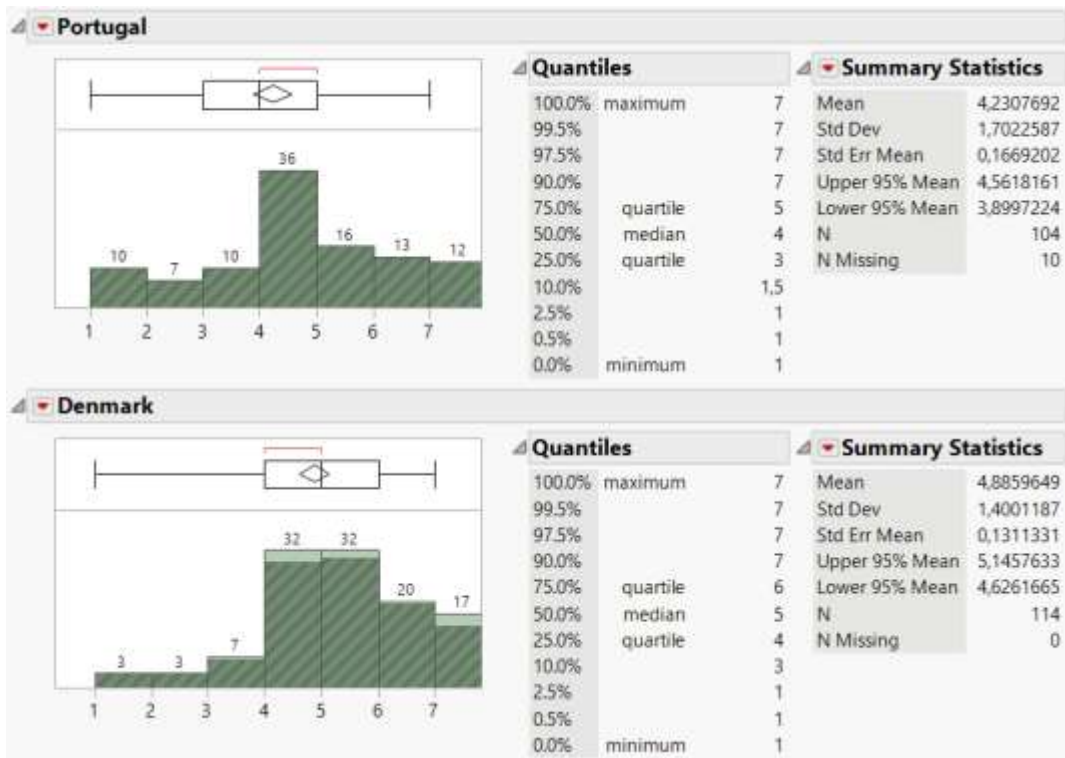 Portugal
36
16
13
12
10
10
7
1 2 3 4 5 6 7
Quantiles
100.0% maximum 7
99.5% 7
97.5% 7
90.0% 7
75.0% quartile 5
50.0% median 4
25.0% quartile 3
10.0% 1,5
2.5% 1
0.5% 1
0.0% minimum 1
Summary Statistics
Mean 4,2307692
Std Dev 1,7022587
Std Err Mean 0,1669202
Upper 95% Mean 4,5618161
Lower 95% Mean 3,8997224
N 104
N Missing 10
Denmark
32 32
20
17
7
3 3
1 2 3 4 5 6 7
Quantiles
100.0% maximum 7
99.5% 7
97.5% 7
90.0% 7
75.0% quartile 6
50.0% median 5
25.0% quartile 4
10.0% 3
2.5% 1
0.5% 1
0.0% minimum 1
Summary Statistics
Mean 4,8859649
Std Dev 1,4001187
Std Err Mean 0,1311331
Upper 95% Mean 5,1457633
Lower 95% Mean 4,6261665
N 114
N Missing 0